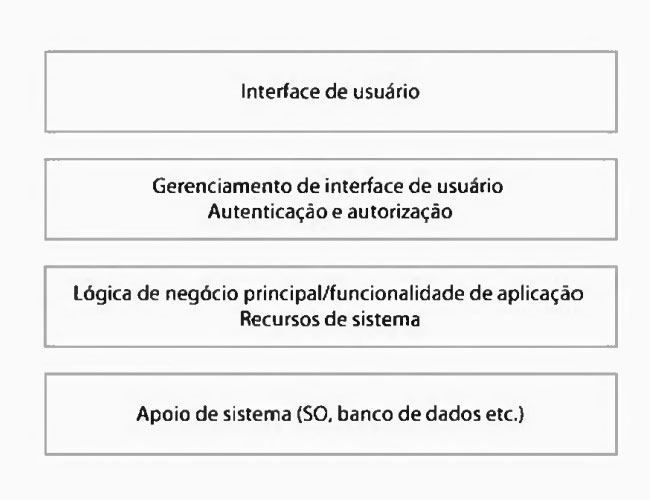 Interface de usuário
Gerenciamento de interface de usuário
Autenticação e autorização
Lógica de negócio principal/funcionalidade de aplicação
Recursos de sistema
Apoio de sistema (SO, banco de dados etc.)